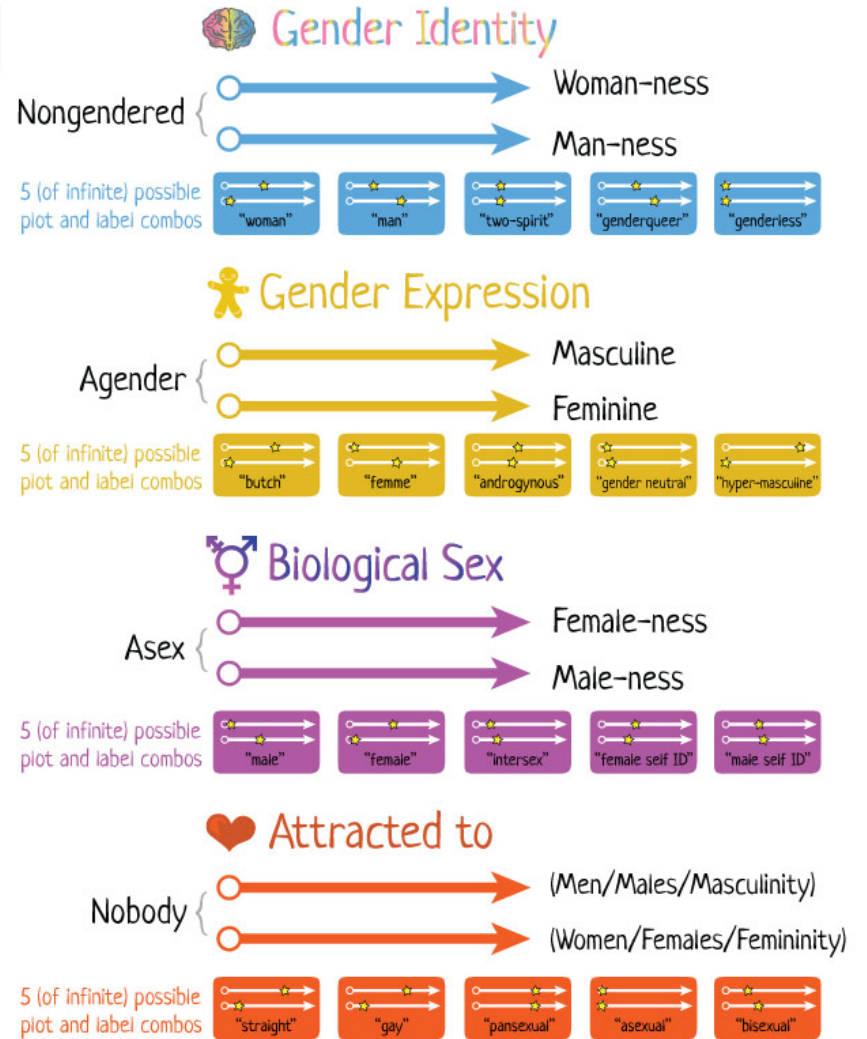 Gender Identity
Nongendered
Woman-ness
Man-ness
5 (of infinite) possible
plot and label combos
"woman"
"man"
"two-spirit"
"genderqueer"
"genderless"
Gender Expression
Agender
Masculine
Feminine
5 (of infinite) possible
plot and label combos
"butch"
"femme"
"androgynous"
"gender neutral"
"hyper-masculine"
Biological Sex
Asex
Female-ness
Male-ness
5 (of infinite) possible
plot and label combos
"male"
"female"
"intersex"
"female self ID"
"male self ID"
Attracted to
Nobody
(Men/Males/Masculinity)
(Women/Females/Femininity)
5 (of infinite) possible
plot and label combos
"straight"
"gay"
"pansexual"
"asexual"
"bisexual"